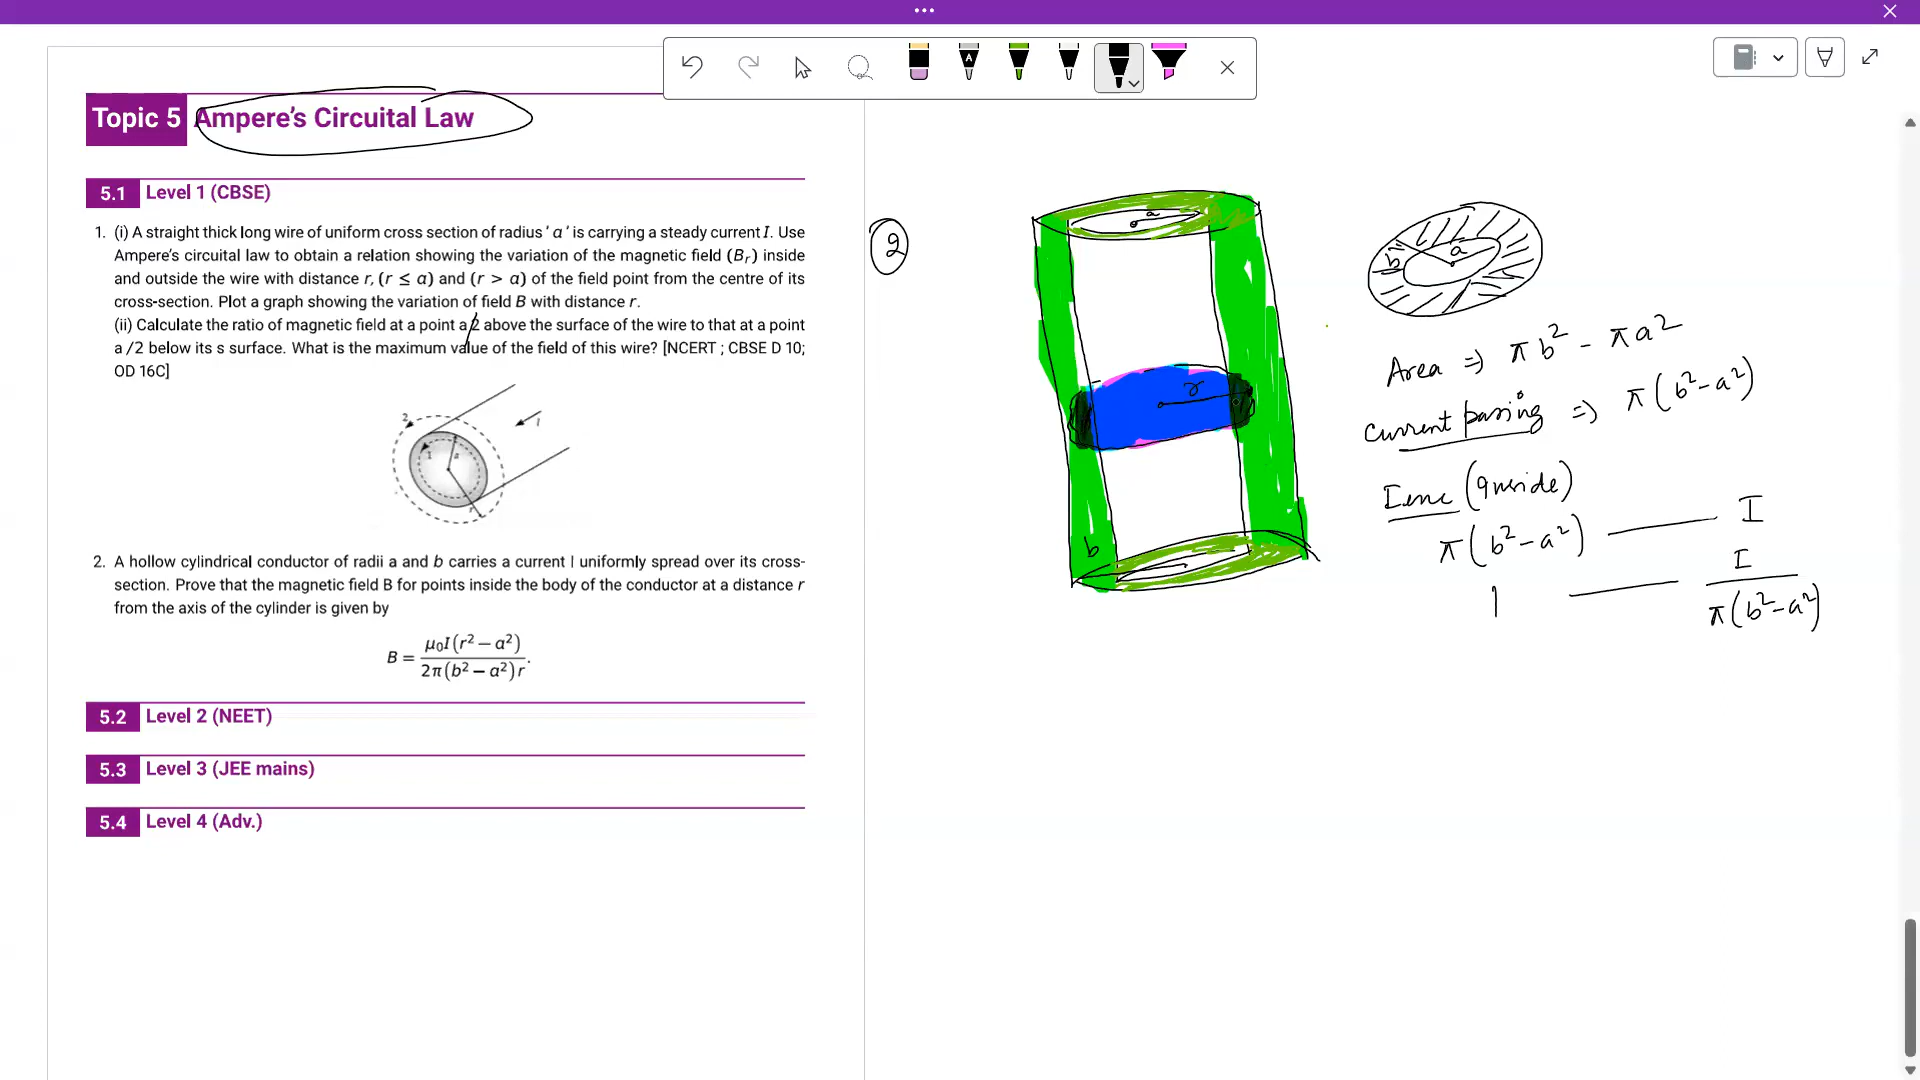 Topic 5 Ampere's Circuital Law
5.1 Level 1 (CBSE)
1. (i) A straight thick long wire of uniform cross section of radius ' a ' is carrying a steady current I. Use
Ampere's circuital law to obtain a relation showing the variation of the magnetic field (Bᵣ) inside
and outside the wire with distance r, (r ≤ a) and (r > a) of the field point from the centre of its
cross-section. Plot a graph showing the variation of field B with distance r.
(ii) Calculate the ratio of magnetic field at a point a/2 above the surface of the wire to that at a point
a /2 below its s surface. What is the maximum value of the field of this wire? [NCERT ; CBSE D 10;
OD 16C]
2
I
1
a
r
2. A hollow cylindrical conductor of radii a and b carries a current I uniformly spread over its cross-
section. Prove that the magnetic field B for points inside the body of the conductor at a distance r
from the axis of the cylinder is given by
B = μ₀I(r² − a²) / 2π(b² − a²)r .
5.2 Level 2 (NEET)
5.3 Level 3 (JEE mains)
5.4 Level 4 (Adv.)
2
a
r
b
b
a
Area ⇒ πb² - πa²
Current passing ⇒ π(b²-a²)
Ienc (Inside)
π(b²-a²) — I
1 — I / π(b²-a²)
A